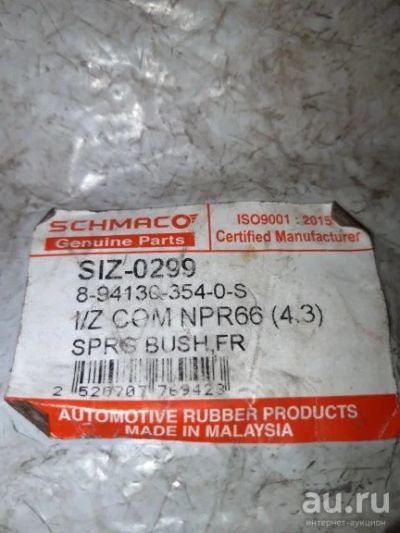 SCHMACO
Genuine Parts
ISO9001 : 2015
Certified Manufacturer
SIZ-0299
8-94130-354-0-S
I/Z COM NPR66 (4.3)
SPRG BUSH,FR
2 520707 769423
AUTOMOTIVE RUBBER PRODUCTS
MADE IN MALAYSIA
au.ru
интернет-аукцион